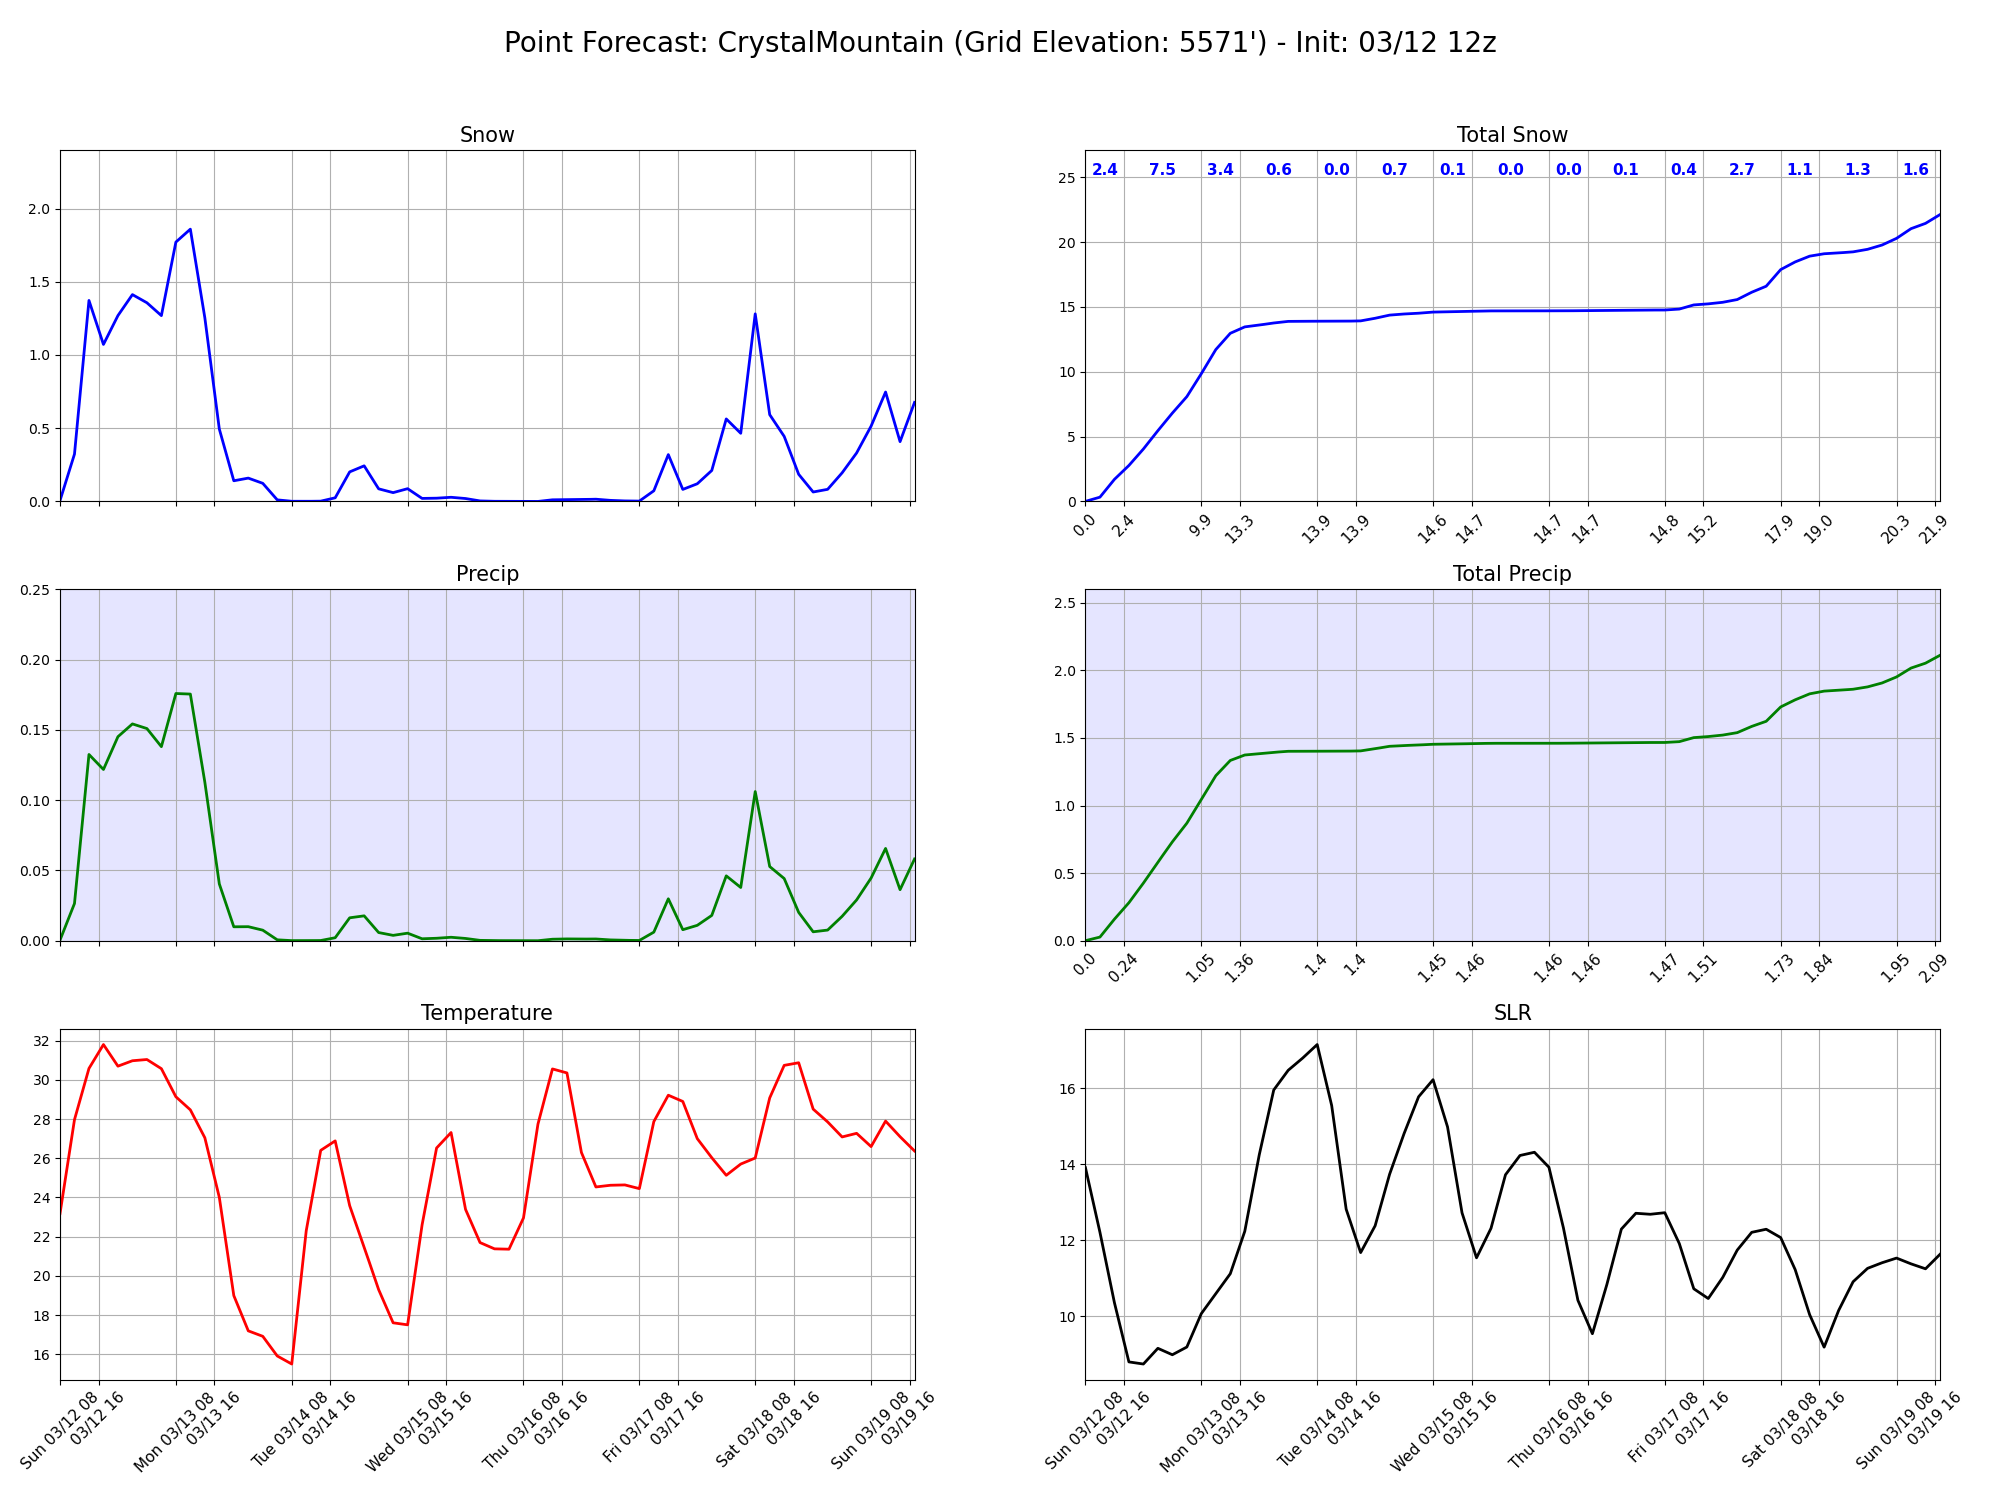 Point Forecast: CrystalMountain (Grid Elevation: 5571') - Init: 03/12 12z
Snow
2.0
1.5
1.0
0.5
0.0
Total Snow
2.4 7.5 3.4 0.6 0.0 0.7 0.1 0.0 0.0 0.1 0.4 2.7 1.1 1.3 1.6
25
20
15
10
5
0
0.0 2.4 9.9 13.3 13.9 13.9 14.6 14.7 14.7 14.7 14.8 15.2 17.9 19.0 20.3 21.9
Precip
0.25
0.20
0.15
0.10
0.05
0.00
Total Precip
2.5
2.0
1.5
1.0
0.5
0.0
0.0 0.24 1.05 1.36 1.4 1.4 1.45 1.46 1.46 1.46 1.47 1.51 1.73 1.84 1.95 2.09
Temperature
32
30
28
26
24
22
20
18
16
Sun 03/12 08
03/12 16
Mon 03/13 08
03/13 16
Tue 03/14 08
03/14 16
Wed 03/15 08
03/15 16
Thu 03/16 08
03/16 16
Fri 03/17 08
03/17 16
Sat 03/18 08
03/18 16
Sun 03/19 08
03/19 16
SLR
16
14
12
10
Sun 03/12 08
03/12 16
Mon 03/13 08
03/13 16
Tue 03/14 08
03/14 16
Wed 03/15 08
03/15 16
Thu 03/16 08
03/16 16
Fri 03/17 08
03/17 16
Sat 03/18 08
03/18 16
Sun 03/19 08
03/19 16